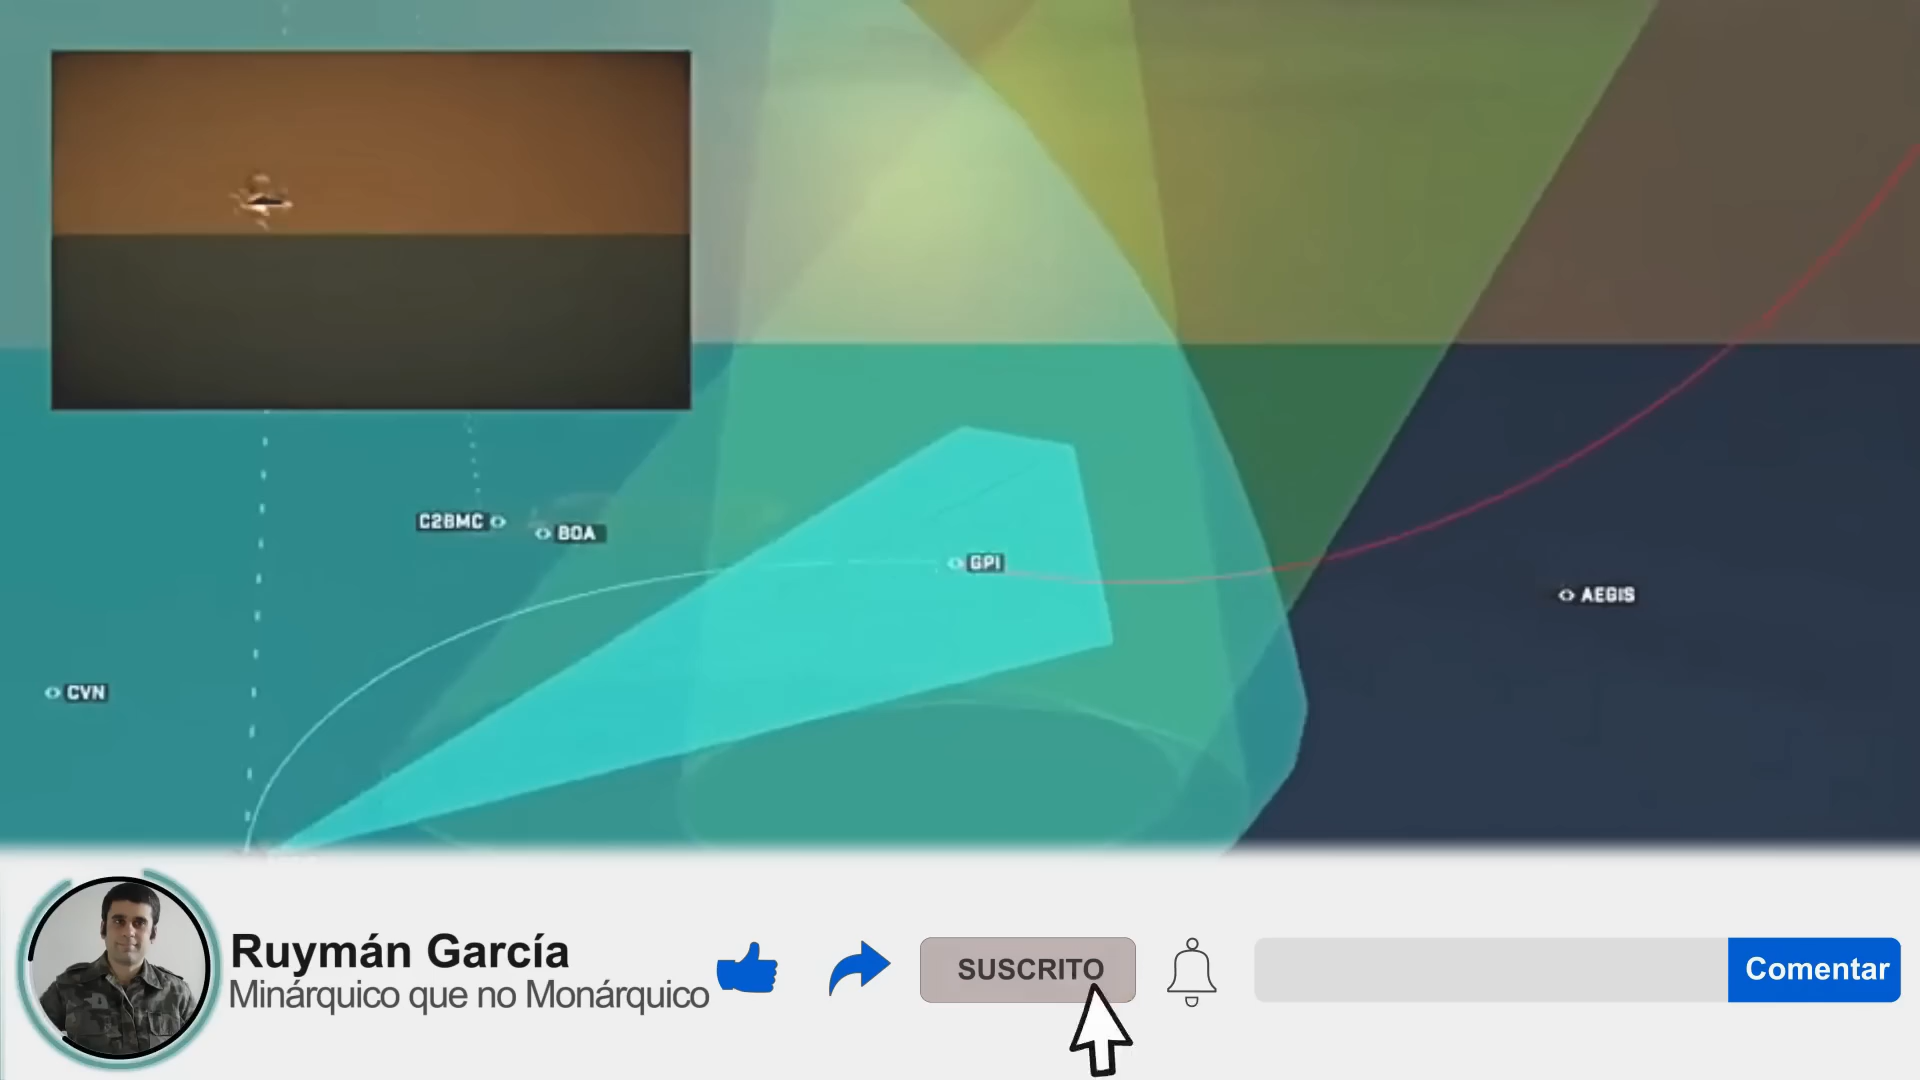 C2BMC
BOA
GPI
AEGIS
CVN
Ruymán García
Minárquico que no Monárquico
SUSCRITO
Comentar